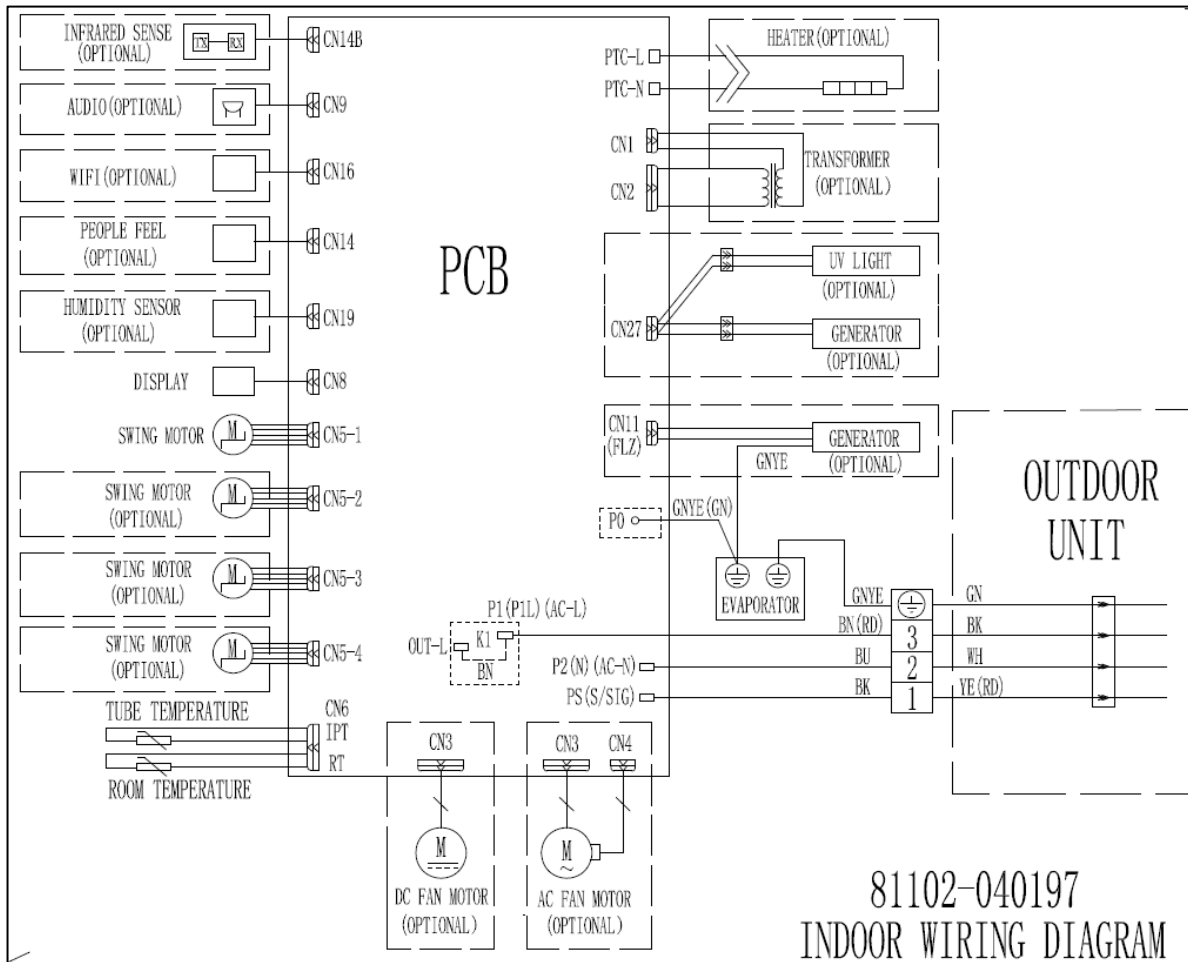 INFRARED SENSE
(OPTIONAL)
TX
RX
CN14B
AUDIO(OPTIONAL)
CN9
WIFI(OPTIONAL)
CN16
PEOPLE FEEL
(OPTIONAL)
CN14
HUMIDITY SENSOR
(OPTIONAL)
CN19
DISPLAY
CN8
SWING MOTOR
M
CN5-1
SWING MOTOR
(OPTIONAL)
M
CN5-2
SWING MOTOR
(OPTIONAL)
M
CN5-3
SWING MOTOR
(OPTIONAL)
M
CN5-4
TUBE TEMPERATURE
CN6
IPT
RT
ROOM TEMPERATURE
PCB
HEATER(OPTIONAL)
PTC-L
PTC-N
CN1
CN2
TRANSFORMER
(OPTIONAL)
CN27
UV LIGHT
(OPTIONAL)
GENERATOR
(OPTIONAL)
CN11
(FLZ)
GENERATOR
(OPTIONAL)
GNYE
P0
GNYE(GN)
EVAPORATOR
P1(P1L)(AC-L)
OUT-L
K1
BN
P2(N)(AC-N)
PS(S/SIG)
GNYE
GN
BN(RD)
3
BK
BU
2
WH
BK
1
YE(RD)
OUTDOOR
UNIT
CN3
M
DC FAN MOTOR
(OPTIONAL)
CN3
CN4
M
~
AC FAN MOTOR
(OPTIONAL)
81102-040197
INDOOR WIRING DIAGRAM